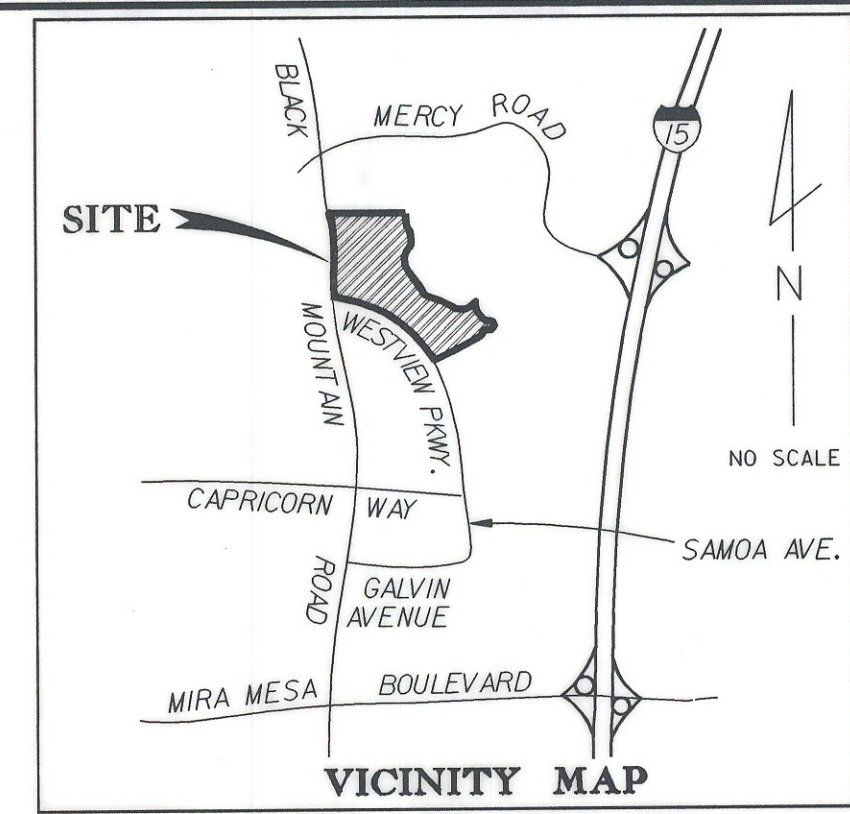 BLACK
MERCY ROAD
15
SITE
N
MOUNTAIN
WESTVIEW PKWY.
NO SCALE
CAPRICORN WAY
SAMOA AVE.
ROAD
GALVIN
AVENUE
MIRA MESA BOULEVARD
VICINITY MAP